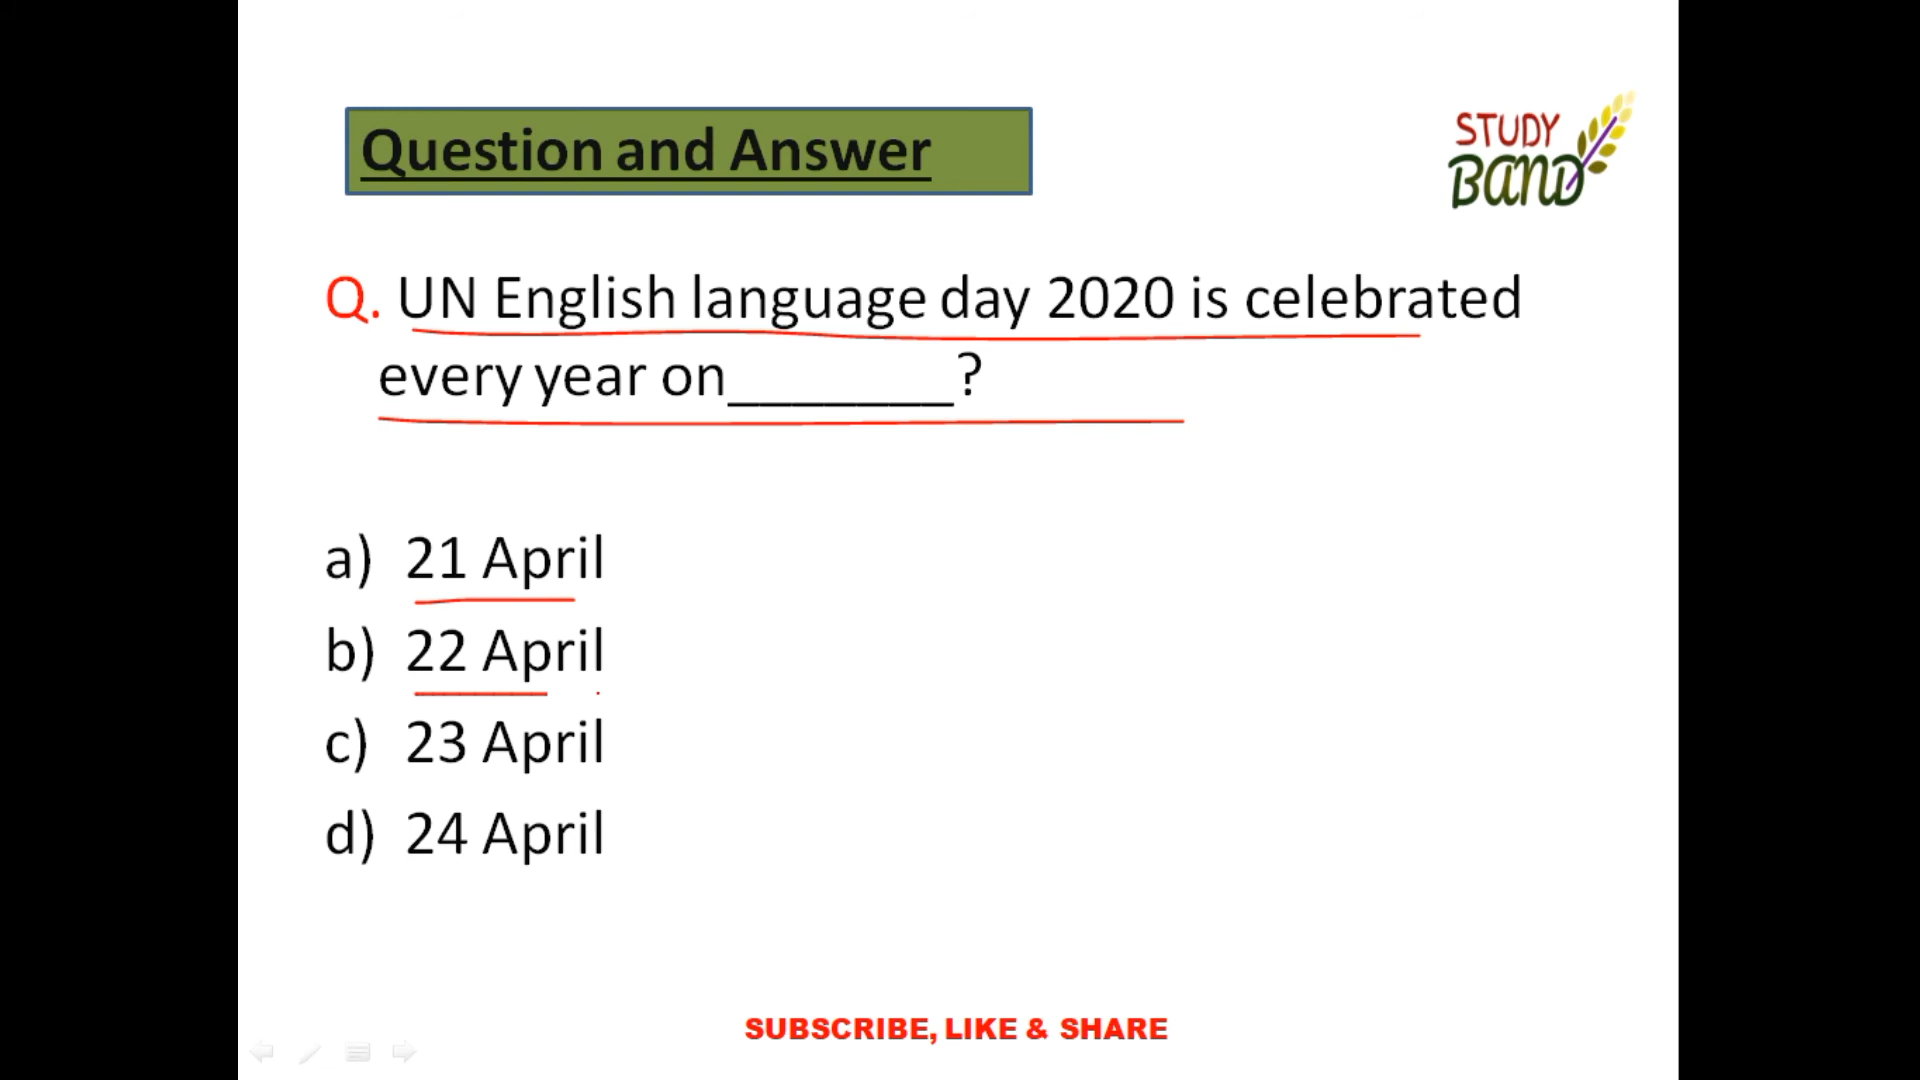 Question and Answer
STUDY
BAND
Q. UN English language day 2020 is celebrated
every year on_______?
a) 21 April
b) 22 April
c) 23 April
d) 24 April
SUBSCRIBE, LIKE & SHARE